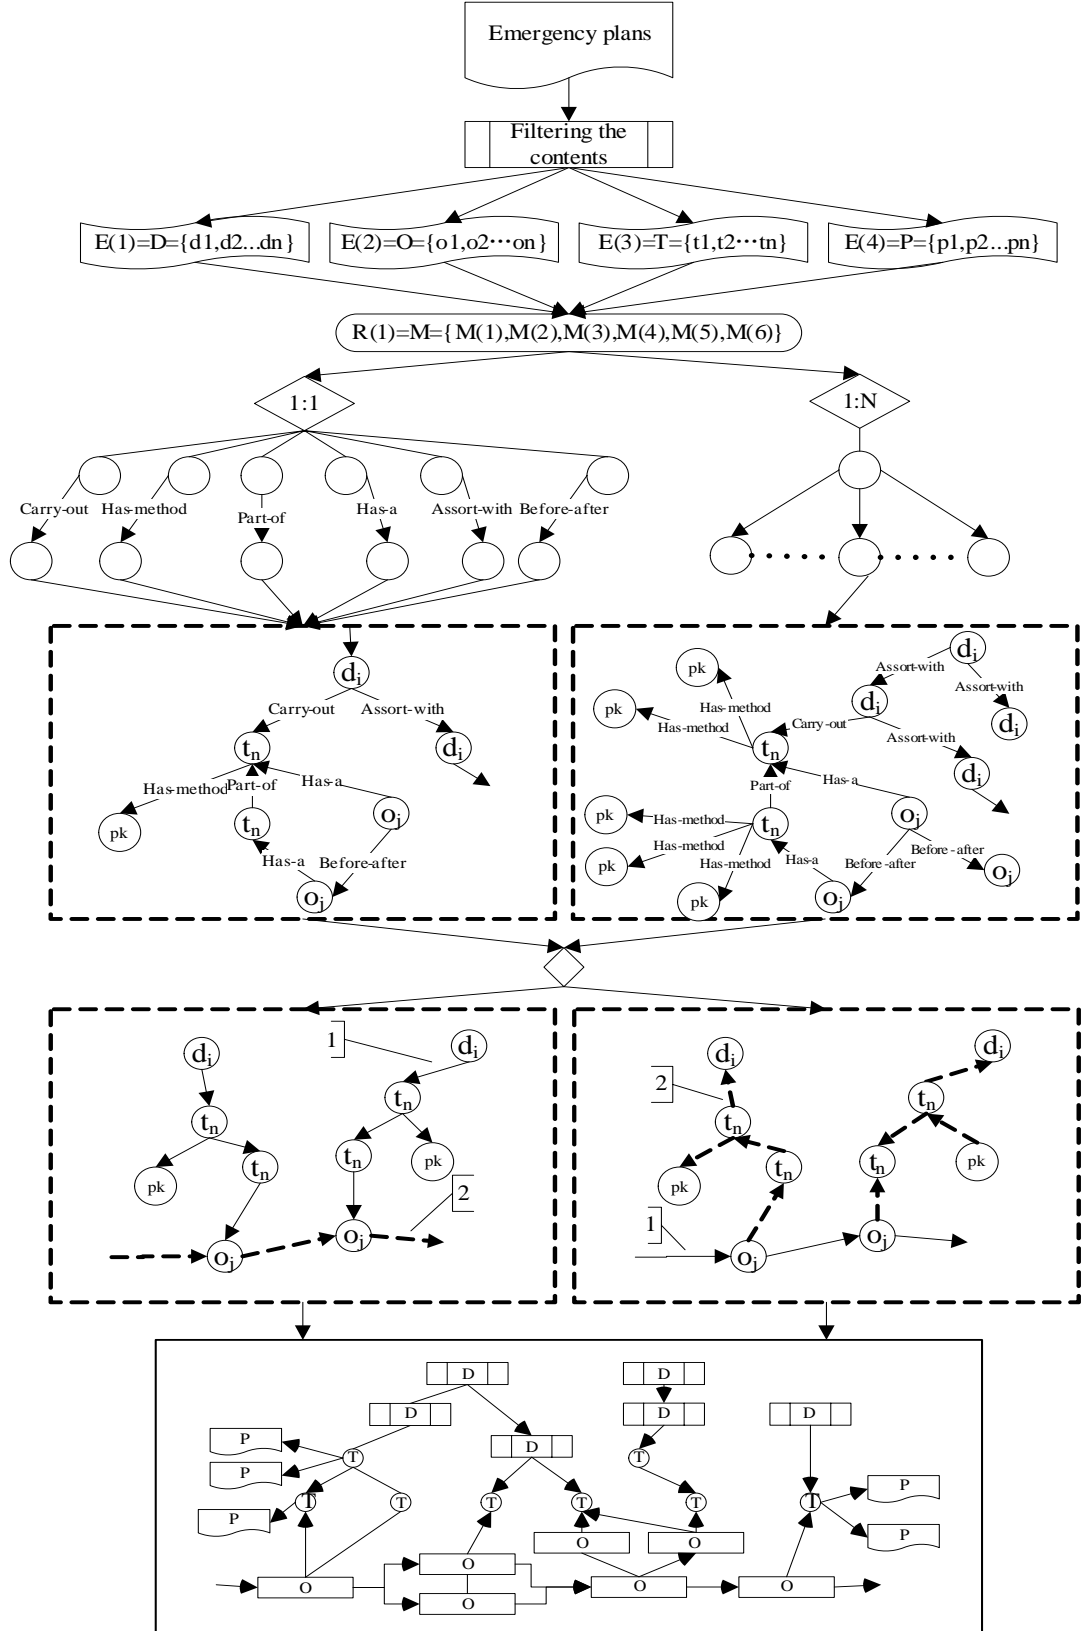 Emergency plans
Filtering the
contents
E(1)=D={d1,d2...dn}
E(2)=O={o1,o2···on}
E(3)=T={t1,t2···tn}
E(4)=P={p1,p2...pn}
R(1)=M={M(1),M(2),M(3),M(4),M(5),M(6)}
1:1
1:N
Carry-out
Has-method
Part-of
Has-a
Assort-with
Before-after
di
Carry-out
Assort-with
tn
di
Has-method
Part-of
Has-a
pk
tn
oj
Has-a
Before-after
oj
di
pk
Assort-with
Assort-with
di
pk
Has-method
Has-method
Carry-out
di
tn
Assort-with
di
Part-of
Has-a
pk
Has-method
tn
oj
pk
Has-method
Has-method
Has-a
Before-after
Before-after
oj
pk
oj
1
di
di
tn
tn
tn
tn
pk
pk
2
oj
oj
di
di
2
tn
tn
tn
tn
pk
pk
1
oj
oj
D
D
D
D
D
D
P
T
T
P
T
T
T
T
T
T
P
P
P
O
O
O
O
O
O
O